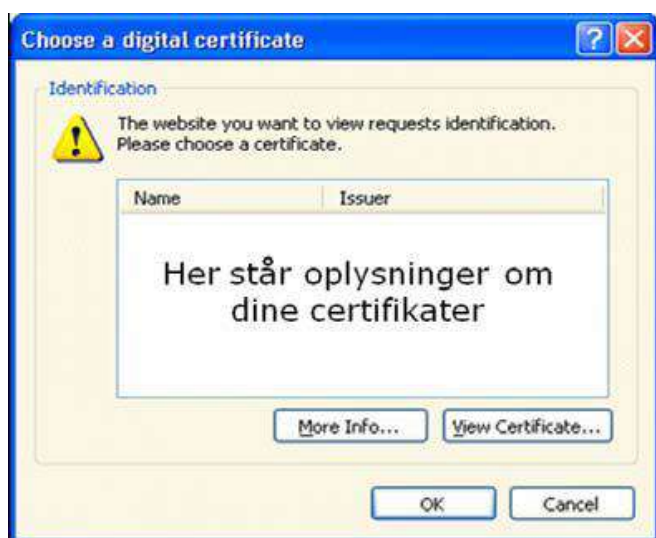 Choose a digital certificate
Identification
The website you want to view requests identification.
Please choose a certificate.
Name Issuer
Her står oplysninger om
dine certifikater
More Info... View Certificate...
OK Cancel